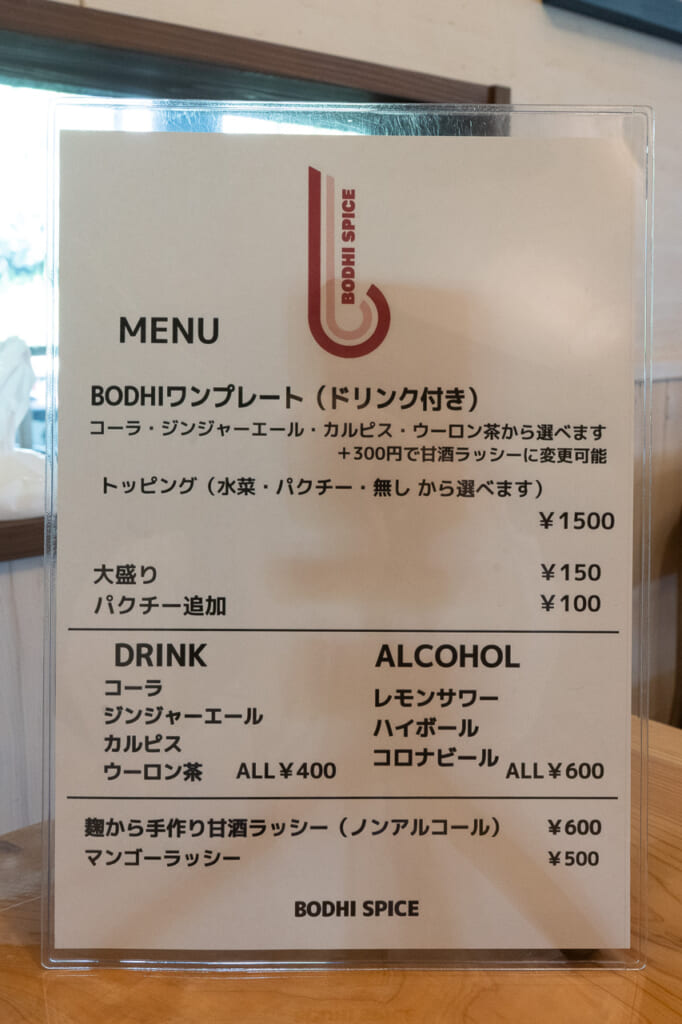 BODHI SPICE
MENU
BODHIワンプレート（ドリンク付き）
コーラ・ジンジャーエール・カルピス・ウーロン茶から選べます
＋300円で甘酒ラッシーに変更可能
トッピング（水菜・パクチー・無し から選べます）
￥1500
大盛り ￥150
パクチー追加 ￥100
DRINK
コーラ
ジンジャーエール
カルピス
ウーロン茶 ALL￥400
ALCOHOL
レモンサワー
ハイボール
コロナビール ALL￥600
麹から手作り甘酒ラッシー（ノンアルコール） ￥600
マンゴーラッシー ￥500
BODHI SPICE